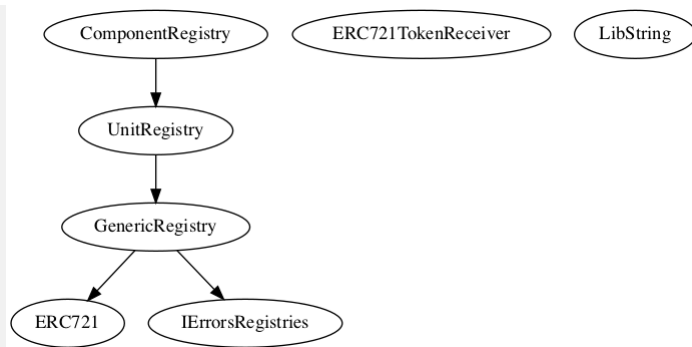 ComponentRegistry
ERC721TokenReceiver
LibString
UnitRegistry
GenericRegistry
ERC721
IErrorsRegistries